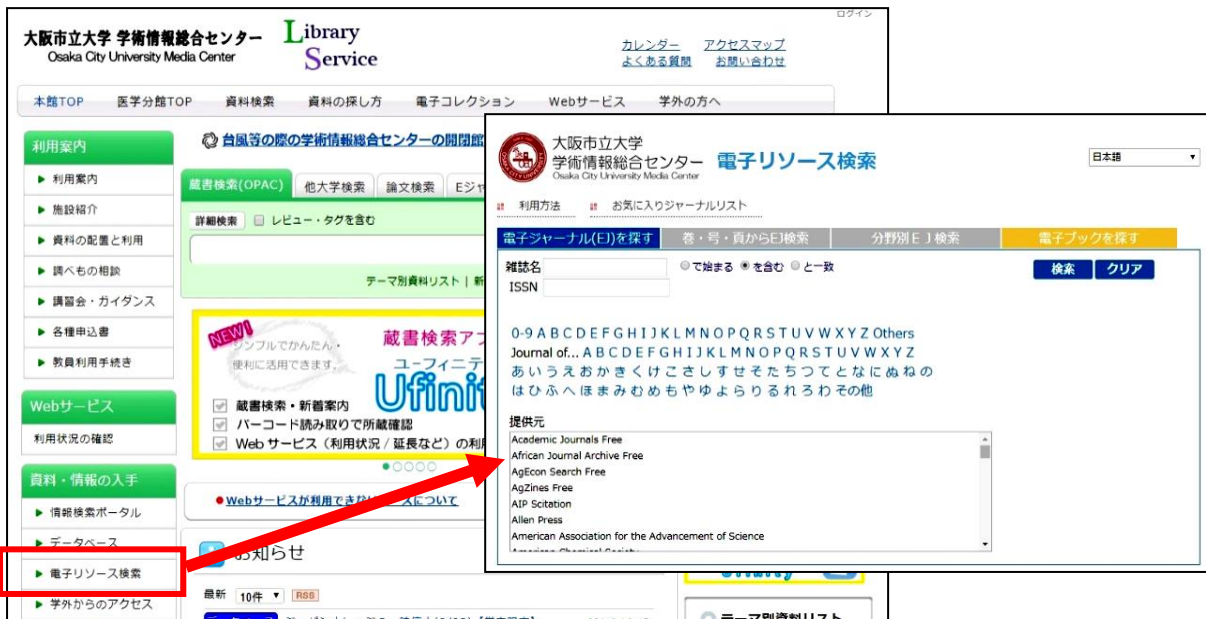 ログイン
大阪市立大学 学術情報総合センター
Osaka City University Media Center
Library
Service
カレンダー アクセスマップ
よくある質問 お問い合わせ
本館TOP 医学分館TOP 資料検索 資料の探し方 電子コレクション Webサービス 学外の方へ
利用案内
利用案内
施設紹介
資料の配置と利用
調べもの相談
講習会・ガイダンス
各種申込書
教員利用手続き
Webサービス
利用状況の確認
資料・情報の入手
情報検索ポータル
データベース
電子リソース検索
学外からのアクセス
台風等の際の学術情報総合センターの開閉館
蔵書検索(OPAC) 他大学検索 論文検索 Eジャ
詳細検索 レビュー・タグを含む
テーマ別資料リスト | 新
NEW!
シンプルでかんたん・
便利に活用できます。
蔵書検索アプ
ユーフィニテ
Ufinit
蔵書検索・新着案内
バーコード読み取りで所蔵確認
Web サービス（利用状況 / 延長など）の利用
Webサービスが利用できない
スについて
お知らせ
最新 10件 RSS
テーマ別資料リスト
大阪市立大学
学術情報総合センター 電子リソース検索
Osaka City University Media Center
日本語
利用方法 お気に入りジャーナルリスト
電子ジャーナル(EJ)を探す 巻・号・頁からEJ検索 分野別ＥＪ検索 電子ブックを探す
雑誌名 で始まる を含む と一致 検索 クリア
ISSN
0-9 A B C D E F G H I J K L M N O P Q R S T U V W X Y Z Others
Journal of... A B C D E F G H I J K L M N O P Q R S T U V W X Y Z
あ い う え お か き く け こ さ し す せ そ た ち つ て と な に ぬ ね の
は ひ ふ へ ほ ま み む め も や ゆ よ ら り る れ ろ わ その他
提供元
Academic Journals Free
African Journal Archive Free
AgEcon Search Free
AgZines Free
AIP Scitation
Allen Press
American Association for the Advancement of Science
American Chemical Society